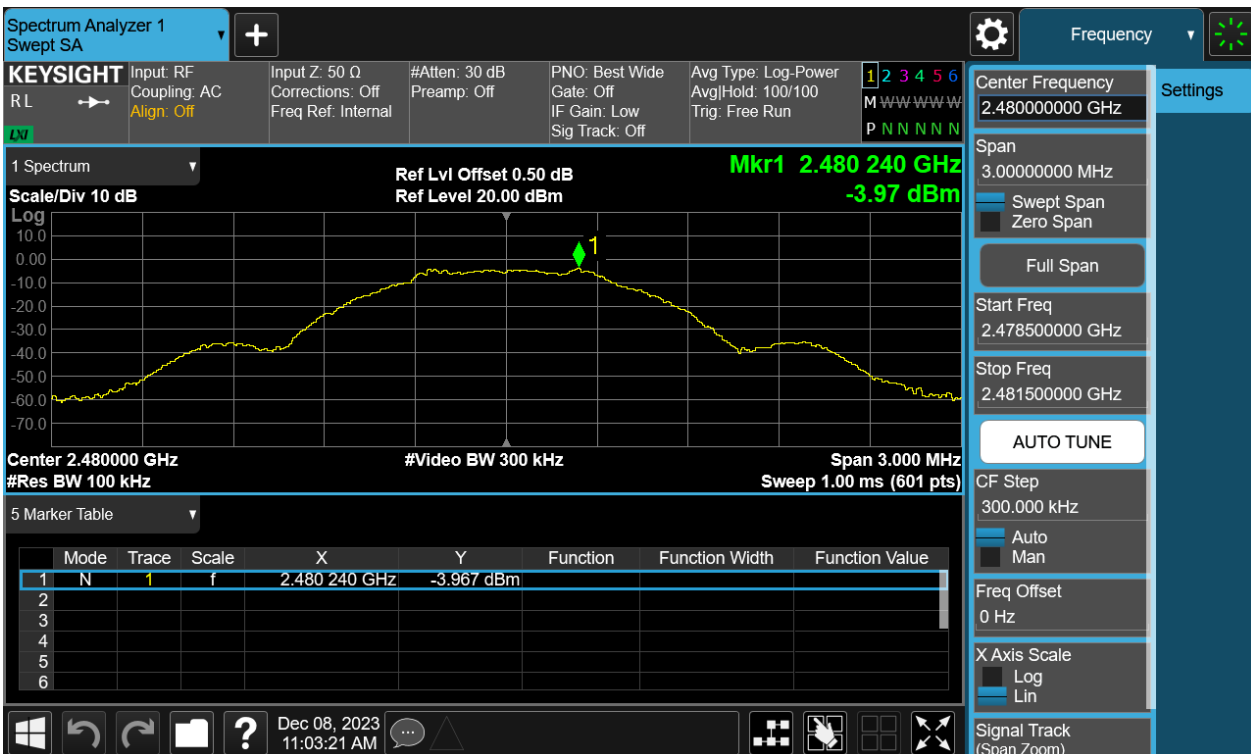 Spectrum Analyzer 1
Swept SA
Frequency
KEYSIGHT
R L
LXI
Input: RF
Coupling: AC
Align: Off
Input Z: 50 Ω
Corrections: Off
Freq Ref: Internal
#Atten: 30 dB
Preamp: Off
PNO: Best Wide
Gate: Off
IF Gain: Low
Sig Track: Off
Avg Type: Log-Power
Avg|Hold: 100/100
Trig: Free Run
1 2 3 4 5 6
M W W W W W
P N N N N N
1 Spectrum
Scale/Div 10 dB
Ref Lvl Offset 0.50 dB
Ref Level 20.00 dBm
Mkr1 2.480 240 GHz
-3.97 dBm
Log
10.0
0.00
-10.0
-20.0
-30.0
-40.0
-50.0
-60.0
-70.0
1
Center 2.480000 GHz
#Res BW 100 kHz
#Video BW 300 kHz
Span 3.000 MHz
Sweep 1.00 ms (601 pts)
5 Marker Table
Mode Trace Scale X Y Function Function Width Function Value
1 N 1 f 2.480 240 GHz -3.967 dBm
2
3
4
5
6
Dec 08, 2023
11:03:21 AM
Center Frequency
2.480000000 GHz
Settings
Span
3.00000000 MHz
Swept Span
Zero Span
Full Span
Start Freq
2.478500000 GHz
Stop Freq
2.481500000 GHz
AUTO TUNE
CF Step
300.000 kHz
Auto
Man
Freq Offset
0 Hz
X Axis Scale
Log
Lin
Signal Track
(Span Zoom)